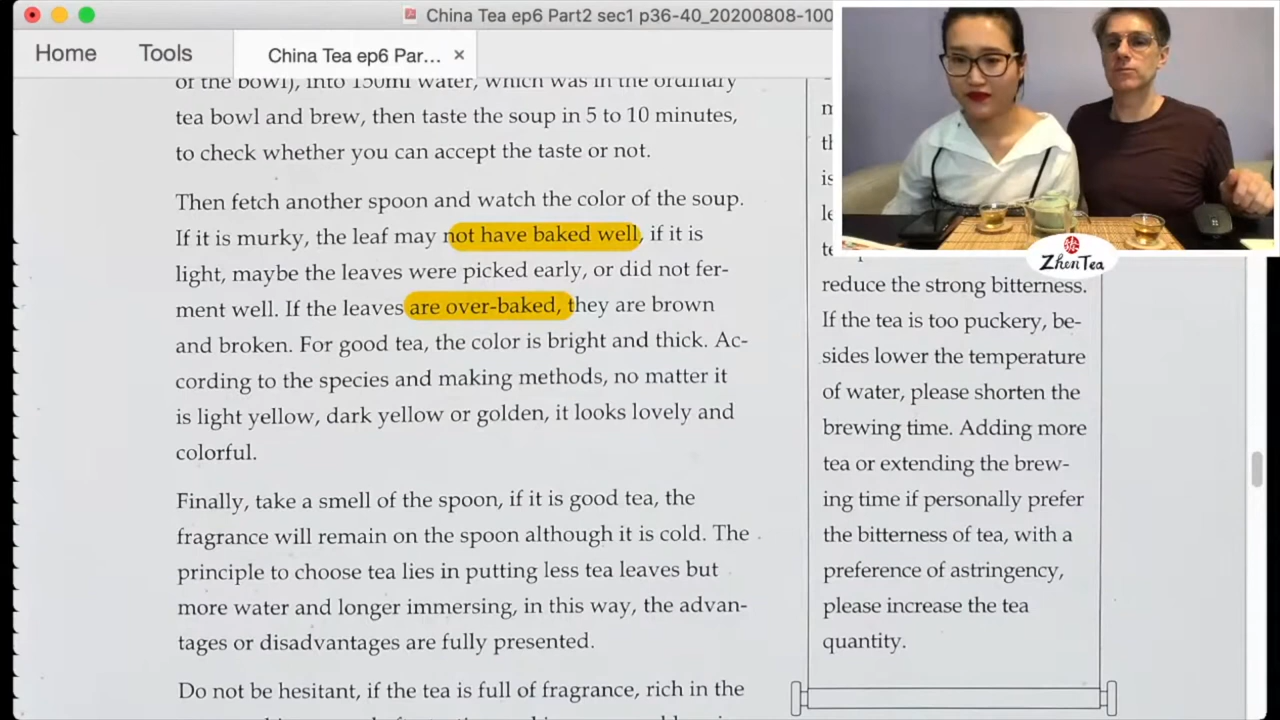 China Tea ep6 Part2 sec1 p36-40_20200808-100
Home
Tools
China Tea ep6 Par...
of the bowl), into 150ml water, which was in the ordinary
tea bowl and brew, then taste the soup in 5 to 10 minutes,
to check whether you can accept the taste or not.
Then fetch another spoon and watch the color of the soup.
If it is murky, the leaf may not have baked well, if it is
light, maybe the leaves were picked early, or did not fer-
ment well. If the leaves are over-baked, they are brown
and broken. For good tea, the color is bright and thick. Ac-
cording to the species and making methods, no matter it
is light yellow, dark yellow or golden, it looks lovely and
colorful.
Finally, take a smell of the spoon, if it is good tea, the
fragrance will remain on the spoon although it is cold. The
principle to choose tea lies in putting less tea leaves but
more water and longer immersing, in this way, the advan-
tages or disadvantages are fully presented.
Do not be hesitant, if the tea is full of fragrance, rich in the
reduce the strong bitterness.
If the tea is too puckery, be-
sides lower the temperature
of water, please shorten the
brewing time. Adding more
tea or extending the brew-
ing time if personally prefer
the bitterness of tea, with a
preference of astringency,
please increase the tea
quantity.
ZhenTea